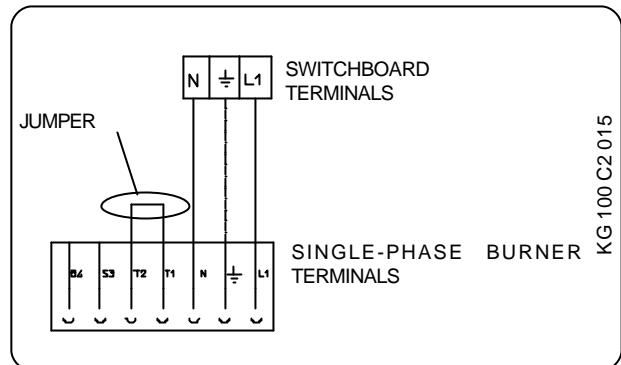 N ⏚ L1
SWITCHBOARD
TERMINALS
JUMPER
B4 S3 T2 T1 N ⏚ L1
SINGLE-PHASE BURNER
TERMINALS
KG 100 C2 015